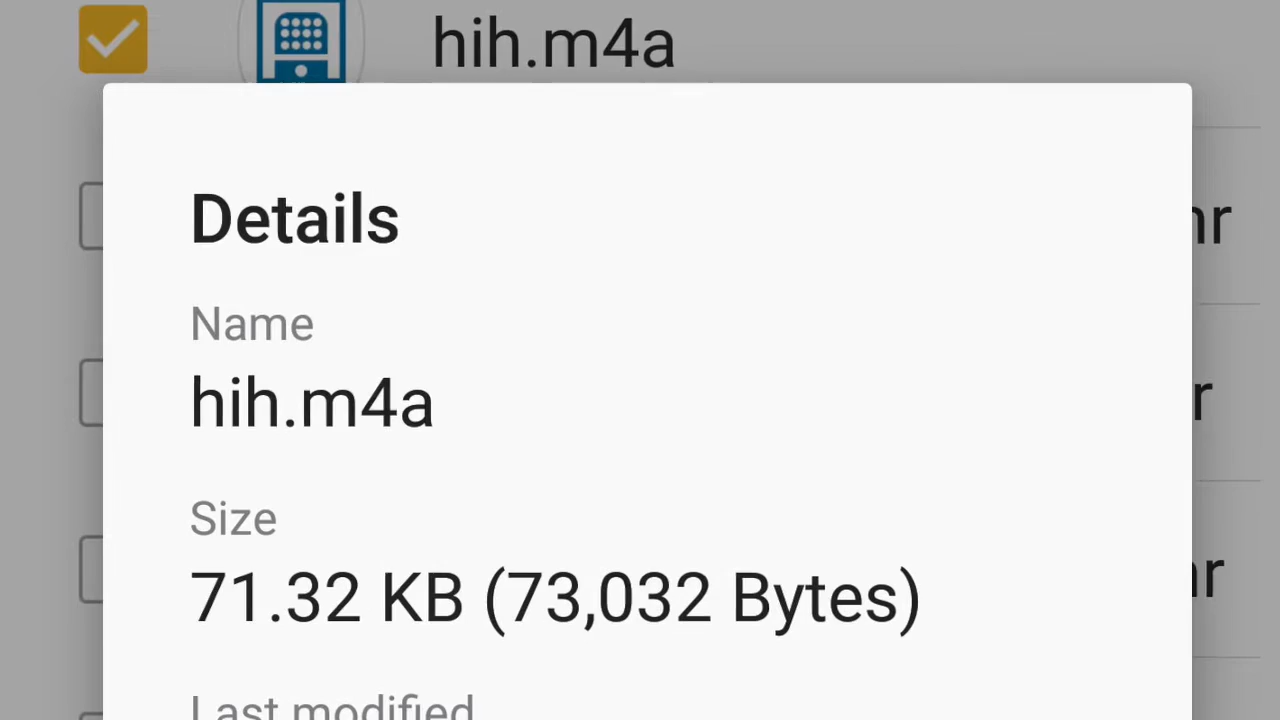 hih.m4a
Details
Name
hih.m4a
Size
71.32 KB (73,032 Bytes)
Last modified